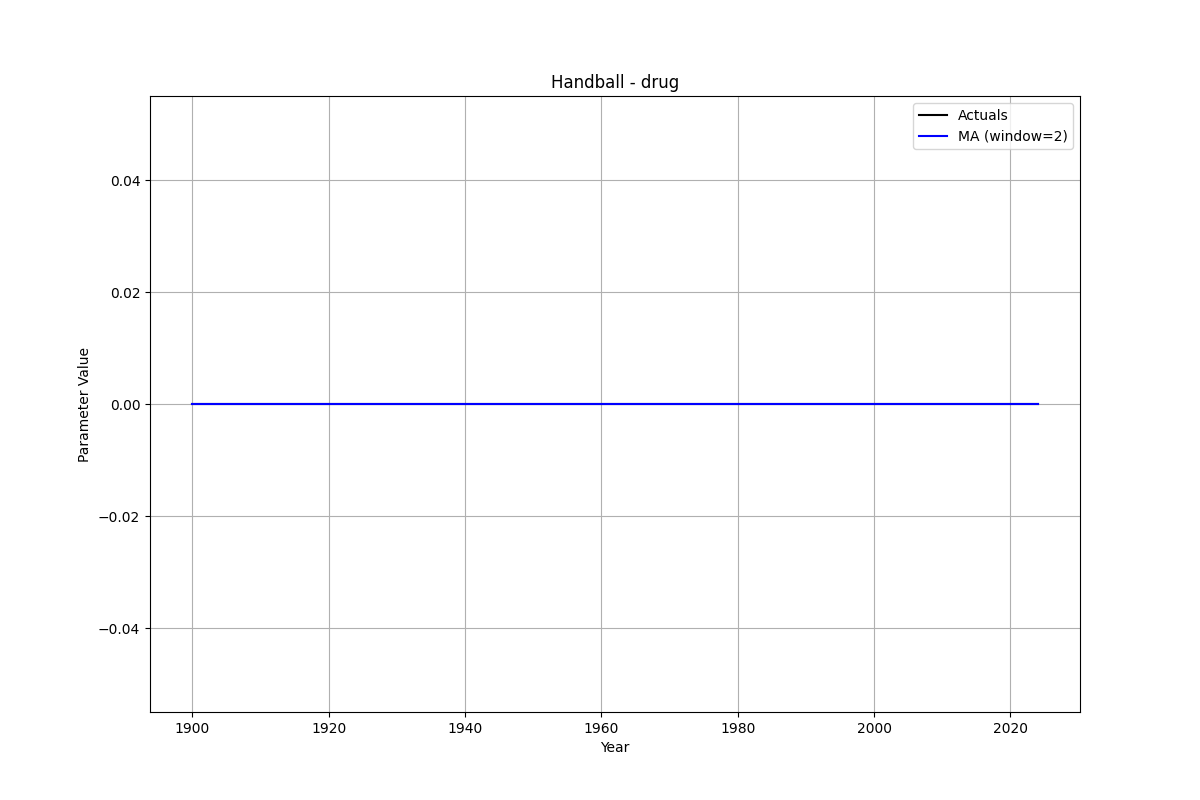 Handball - drug
Actuals
MA (window=2)
0.04
0.02
0.00
−0.02
−0.04
Parameter Value
1900 1920 1940 1960 1980 2000 2020
Year